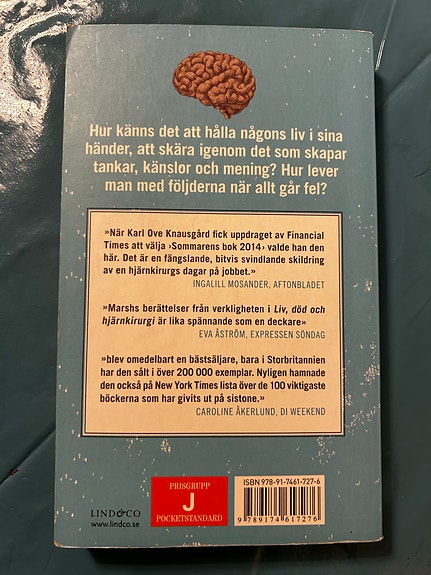 Hur känns det att hålla någons liv i sina
händer, att skära igenom det som skapar
tankar, känslor och mening? Hur lever
man med följderna när allt går fel?
»När Karl Ove Knausgård fick uppdraget av Financial
Times att välja ›Sommarens bok 2014‹ valde han den
här. Det är en fängslande, bitvis svindlande skildring
av en hjärnkirurgs dagar på jobbet.»
INGALILL MOSANDER, AFTONBLADET
»Marshs berättelser från verkligheten i Liv, död och
hjärnkirurgi är lika spännande som en deckare»
EVA ÅSTRÖM, EXPRESSEN SÖNDAG
»blev omedelbart en bästsäljare, bara i Storbritannien
har den sålt i över 200 000 exemplar. Nyligen hamnade
den också på New York Times lista över de 100 viktigaste
böckerna som har givits ut på sistone.»
CAROLINE ÅKERLUND, DI WEEKEND
LIND&CO
www.lindco.se
PRISGRUPP
J
POCKETSTANDARD
ISBN 978-91-7461-727-6
9789174617276